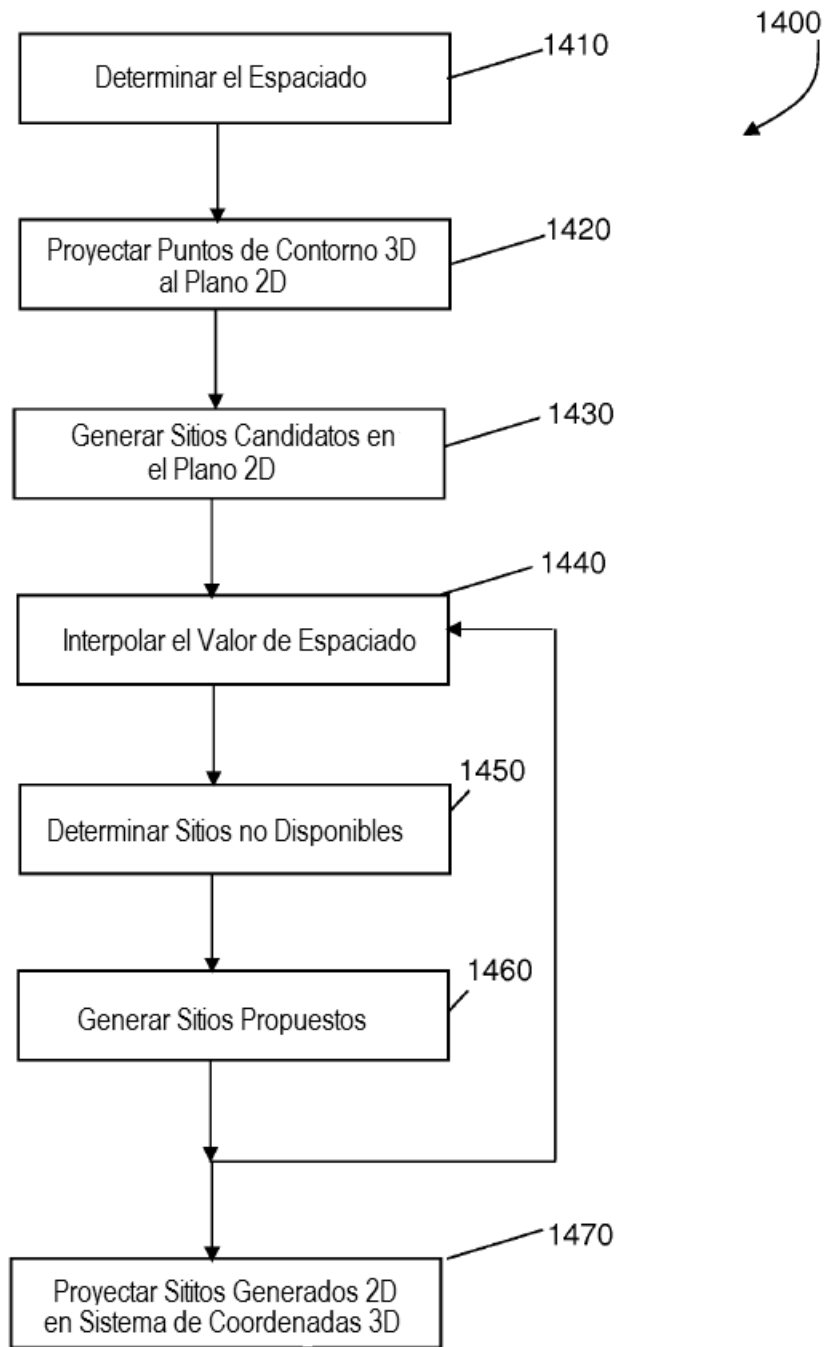 1400
1410
Determinar el Espaciado
1420
Proyectar Puntos de Contorno 3D
al Plano 2D
1430
Generar Sitios Candidatos en
el Plano 2D
1440
Interpolar el Valor de Espaciado
1450
Determinar Sitios no Disponibles
1460
Generar Sitios Propuestos
1470
Proyectar Sititos Generados 2D
en Sistema de Coordenadas 3D